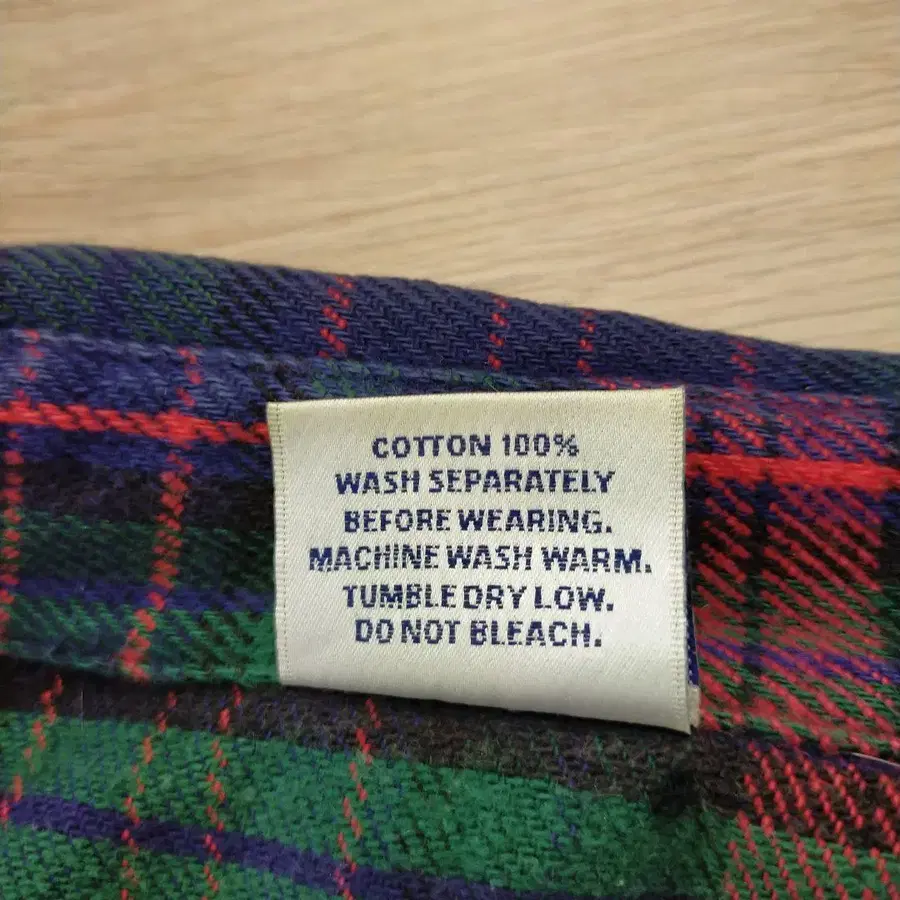 COTTON 100%
WASH SEPARATELY
BEFORE WEARING.
MACHINE WASH WARM.
TUMBLE DRY LOW.
DO NOT BLEACH.